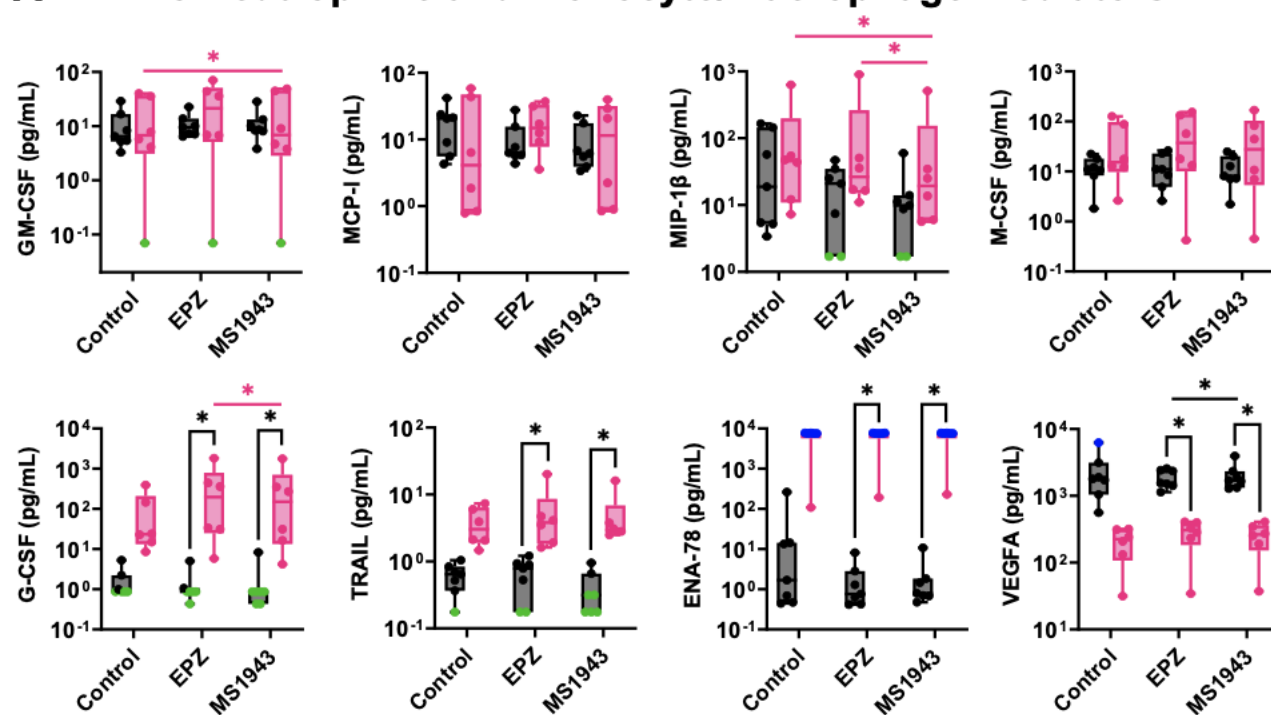 *
*
*
GM-CSF (pg/mL)
10²
10¹
10⁰
10⁻¹
Control
EPZ
MS1943
MCP-I (pg/mL)
10²
10¹
10⁰
10⁻¹
Control
EPZ
MS1943
MIP-1β (pg/mL)
10³
10²
10¹
10⁰
Control
EPZ
MS1943
M-CSF (pg/mL)
10³
10²
10¹
10⁰
10⁻¹
Control
EPZ
MS1943
G-CSF (pg/mL)
10⁴
10³
10²
10¹
10⁰
10⁻¹
*
*
*
Control
EPZ
MS1943
TRAIL (pg/mL)
10²
10¹
10⁰
10⁻¹
*
*
Control
EPZ
MS1943
ENA-78 (pg/mL)
10⁴
10³
10²
10¹
10⁰
10⁻¹
*
*
Control
EPZ
MS1943
VEGFA (pg/mL)
10⁴
10³
10²
10¹
*
*
*
Control
EPZ
MS1943